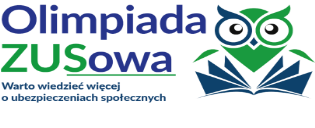 Olimpiada
ZUSowa
Warto wiedzieć więcej
o ubezpieczeniach społecznych